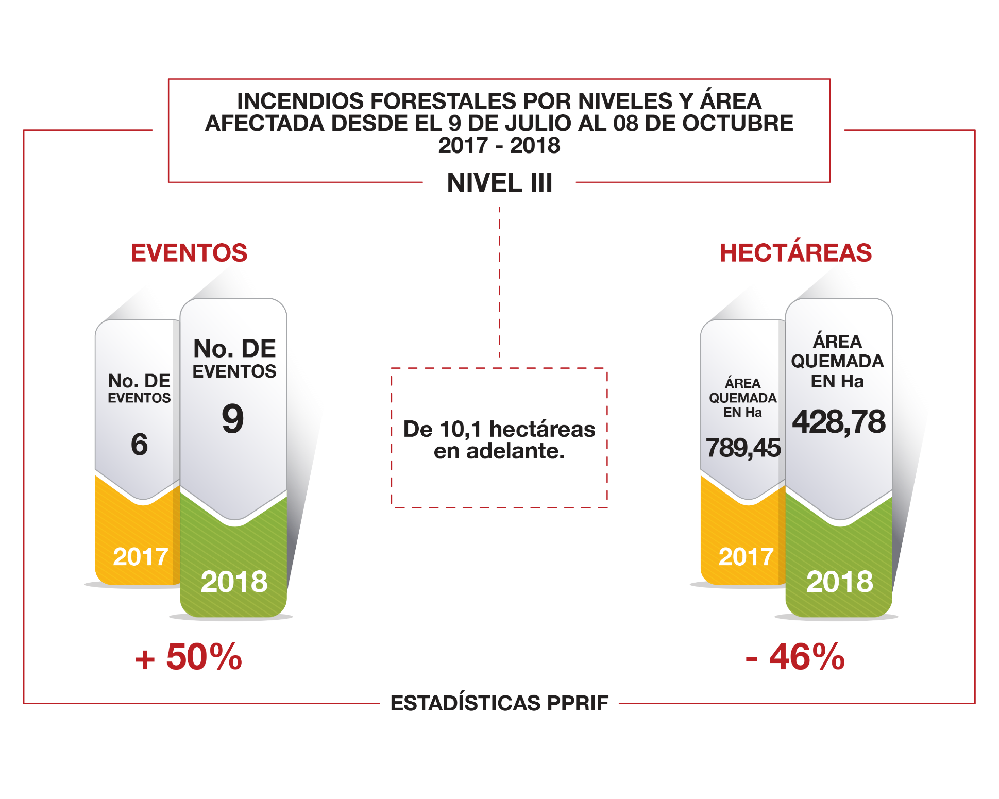 INCENDIOS FORESTALES POR NIVELES Y ÁREA
AFECTADA DESDE EL 9 DE JULIO AL 08 DE OCTUBRE
2017 - 2018
NIVEL III
EVENTOS
No. DE
EVENTOS
6
2017
No. DE
EVENTOS
9
2018
+ 50%
De 10,1 hectáreas
en adelante.
HECTÁREAS
ÁREA
QUEMADA
EN Ha
789,45
2017
ÁREA
QUEMADA
EN Ha
428,78
2018
- 46%
ESTADÍSTICAS PPRIF